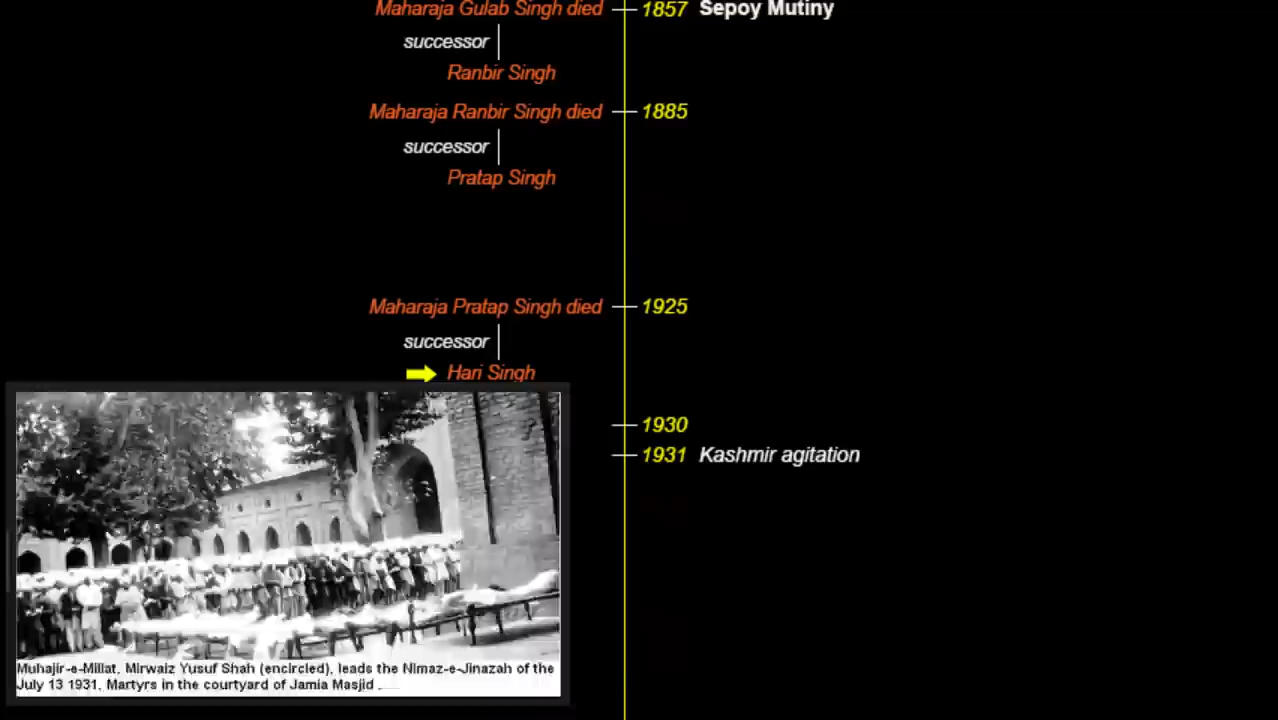 Maharaja Gulab Singh died 1857 Sepoy Mutiny
successor
Ranbir Singh
Maharaja Ranbir Singh died 1885
successor
Pratap Singh
Maharaja Pratap Singh died 1925
successor
Hari Singh
1930
1931 Kashmir agitation
Muhajir-e-Millat, Mirwaiz Yusuf Shah (encircled), leads the Nimaz-e-Jinazah of the
July 13 1931, Martyrs in the courtyard of Jamia Masjid .